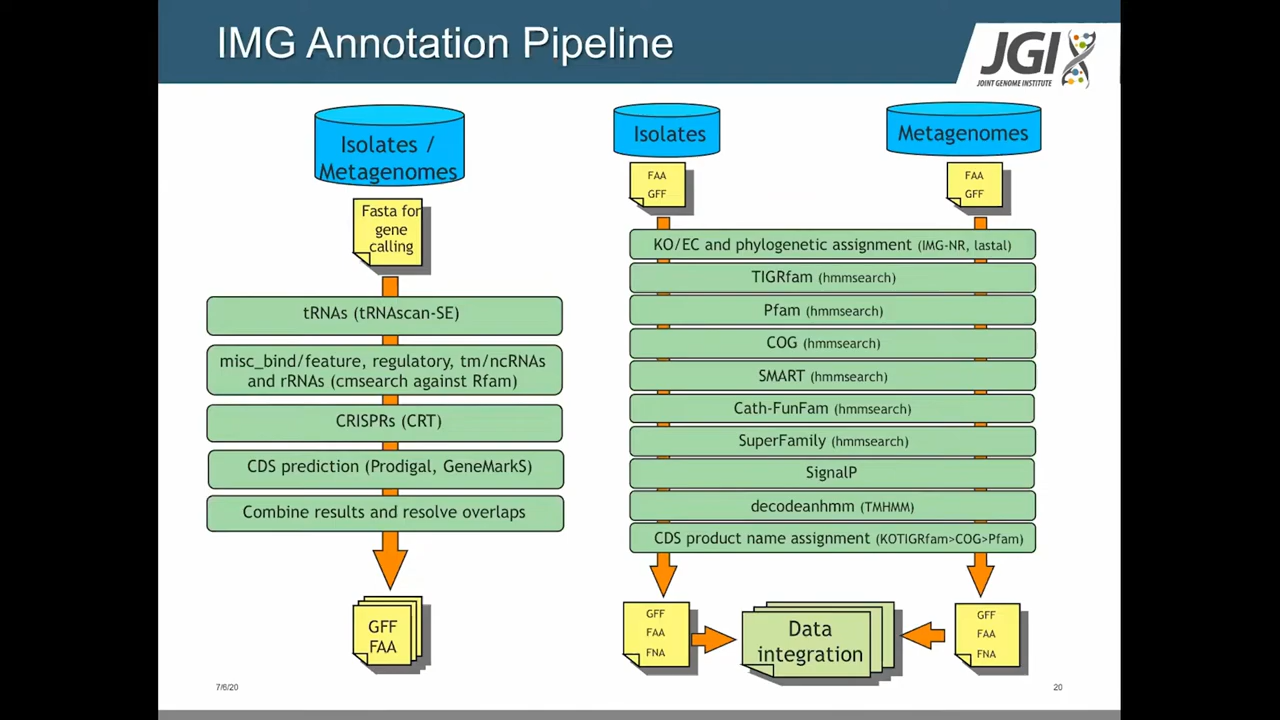 IMG Annotation Pipeline
JGI
JOINT GENOME INSTITUTE
Isolates /
Metagenomes
Fasta for
gene
calling
tRNAs (tRNAscan-SE)
misc_bind/feature, regulatory, tm/ncRNAs
and rRNAs (cmsearch against Rfam)
CRISPRs (CRT)
CDS prediction (Prodigal, GeneMarkS)
Combine results and resolve overlaps
GFF
FAA
Isolates
FAA
GFF
Metagenomes
FAA
GFF
KO/EC and phylogenetic assignment (IMG-NR, lastal)
TIGRfam (hmmsearch)
Pfam (hmmsearch)
COG (hmmsearch)
SMART (hmmsearch)
Cath-FunFam (hmmsearch)
SuperFamily (hmmsearch)
SignalP
decodeanhmm (TMHMM)
CDS product name assignment (KOTIGRfam>COG>Pfam)
GFF
FAA
FNA
Data
integration
GFF
FAA
FNA
7/6/20
20